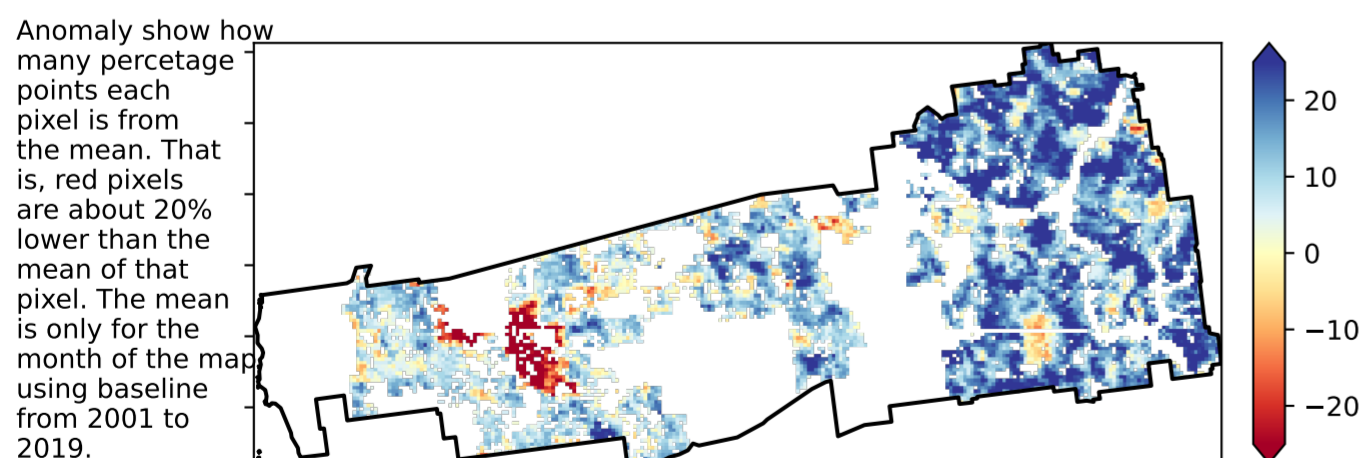 Anomaly show how
many percetage
points each
pixel is from
the mean. That
is, red pixels
are about 20%
lower than the
mean of that
pixel. The mean
is only for the
month of the map
using baseline
from 2001 to
2019.
20
10
0
−10
−20